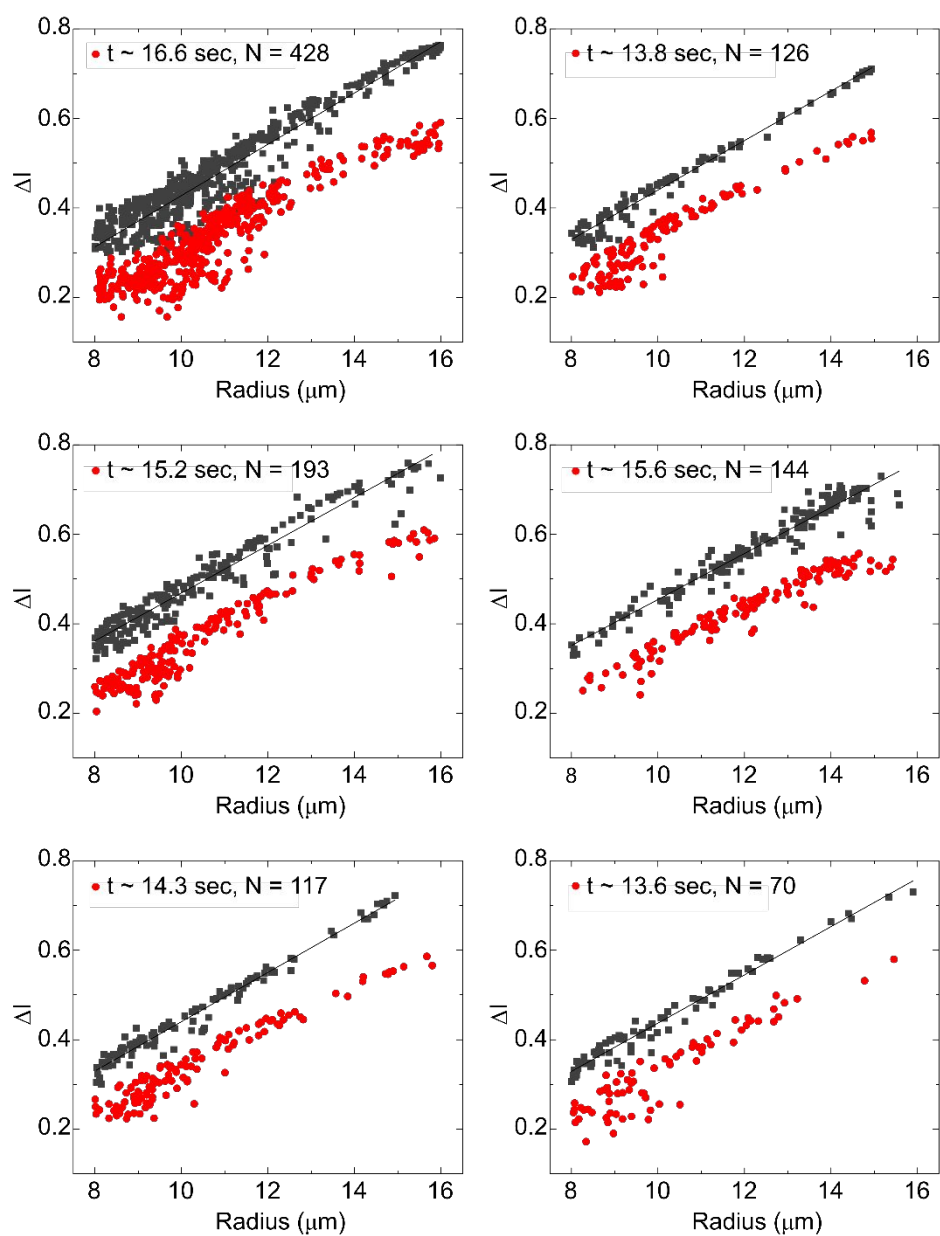 0.8
t ~ 16.6 sec, N = 428
0.6
ΔI
0.4
0.2
8 10 12 14 16
Radius (μm)
0.8
t ~ 13.8 sec, N = 126
0.6
ΔI
0.4
0.2
8 10 12 14 16
Radius (μm)
0.8
t ~ 15.2 sec, N = 193
0.6
ΔI
0.4
0.2
8 10 12 14 16
Radius (μm)
0.8
t ~ 15.6 sec, N = 144
0.6
ΔI
0.4
0.2
8 10 12 14 16
Radius (μm)
0.8
t ~ 14.3 sec, N = 117
0.6
ΔI
0.4
0.2
8 10 12 14 16
Radius (μm)
0.8
t ~ 13.6 sec, N = 70
0.6
ΔI
0.4
0.2
8 10 12 14 16
Radius (μm)